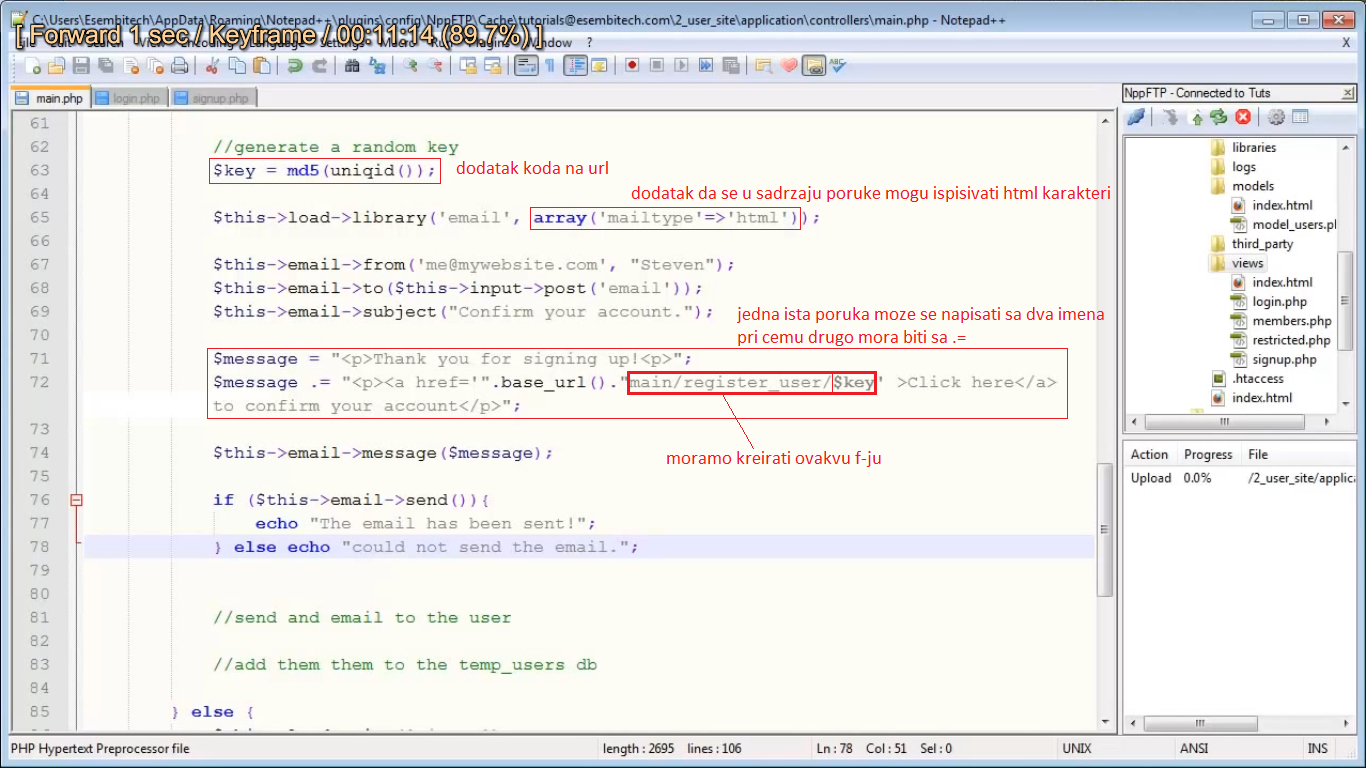 C:\Users\Esembitech\AppData\Roaming\Notepad++\plugins\config\NppFTP\Cache\tutorials@esembitech.com\2_user_site\application\controllers\main.php - Notepad++
[ Forward 1 sec / Keyframe / 00:11:14 (89.7%) ]
Window ? X
main.php login.php signup.php
NppFTP - Connected to Tuts
61
62 //generate a random key
63 $key = md5(uniqid()); dodatak koda na url
64 dodatak da se u sadrzaju poruke mogu ispisivati html karakteri
65 $this->load->library('email', array('mailtype'=>'html'));
66
67 $this->email->from('me@mywebsite.com', "Steven");
68 $this->email->to($this->input->post('email'));
69 $this->email->subject("Confirm your account."); jedna ista poruka moze se napisati sa dva imena
70 pri cemu drugo mora biti sa .=
71 $message = "<p>Thank you for signing up!<p>";
72 $message .= "<p><a href='".base_url()."main/register_user/$key' >Click here</a>
to confirm your account</p>";
73
74 $this->email->message($message);
moramo kreirati ovakvu f-ju
75
76 if ($this->email->send()){
77 echo "The email has been sent!";
78 } else echo "could not send the email.";
79
80
81 //send and email to the user
82
83 //add them them to the temp_users db
84
85 } else {
libraries
logs
models
index.html
model_users.pl
third_party
views
index.html
login.php
members.php
restricted.php
signup.php
.htaccess
index.html
Action Progress File
Upload 0.0% /2_user_site/applica
PHP Hypertext Preprocessor file length : 2695 lines : 106 Ln : 78 Col : 51 Sel : 0 UNIX ANSI INS